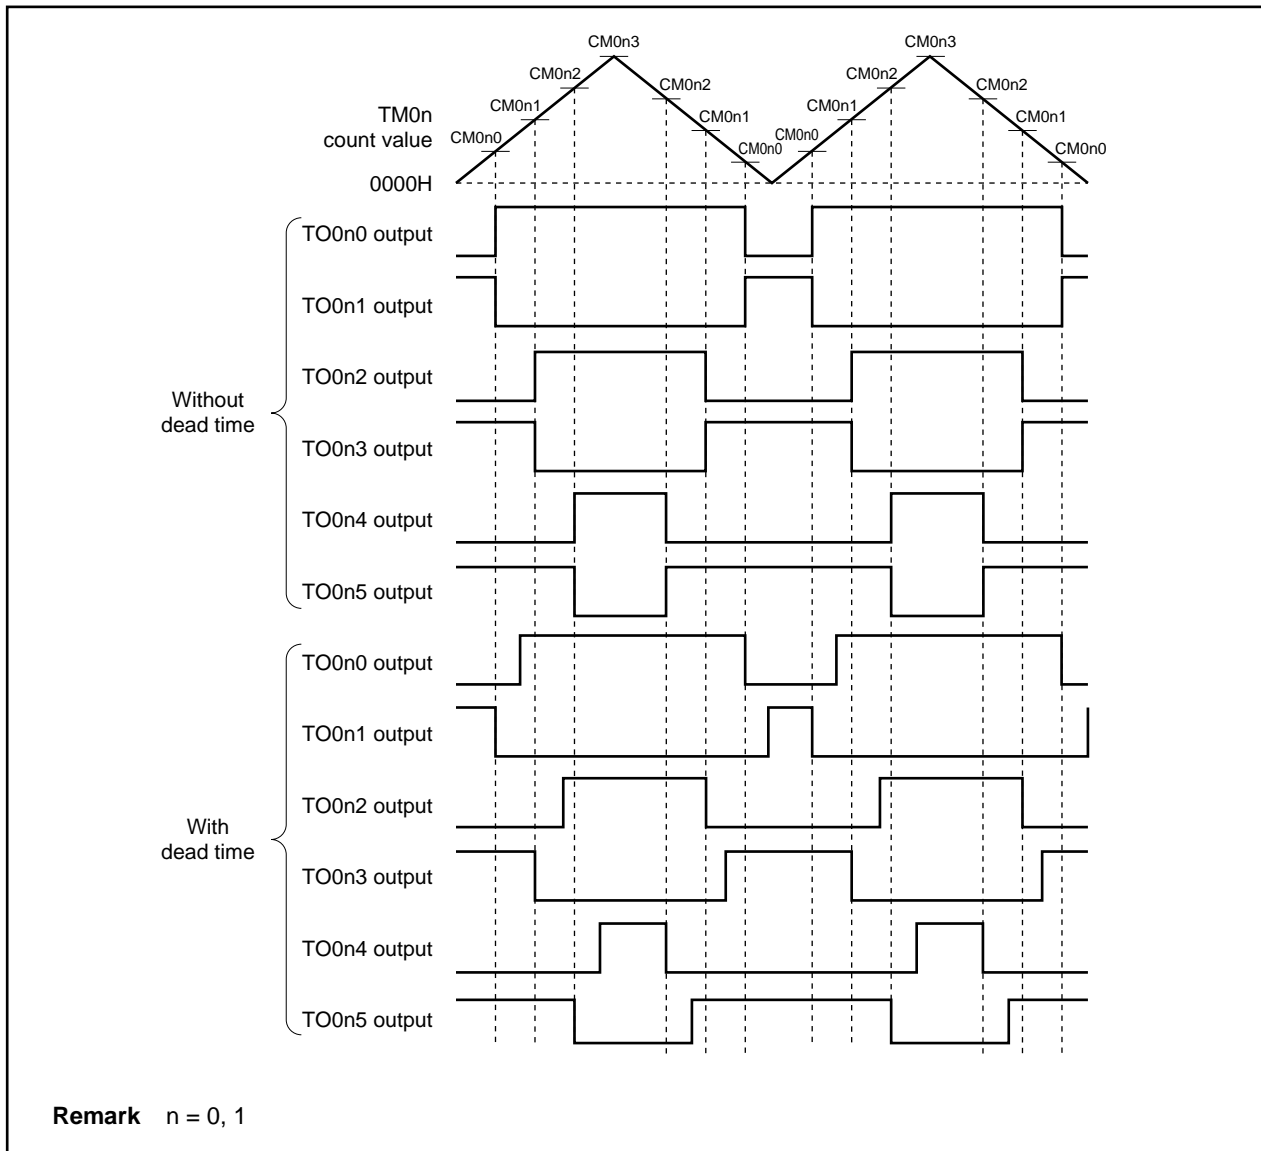 CM0n3 CM0n3
CM0n2 CM0n2 CM0n2 CM0n2
CM0n1 CM0n1 CM0n1 CM0n1
CM0n0 CM0n0 CM0n0 CM0n0
TM0n
count value
0000H
Without
dead time
TO0n0 output
TO0n1 output
TO0n2 output
TO0n3 output
TO0n4 output
TO0n5 output
With
dead time
TO0n0 output
TO0n1 output
TO0n2 output
TO0n3 output
TO0n4 output
TO0n5 output
Remark n = 0, 1